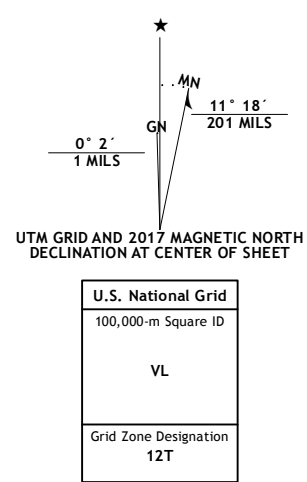 MN
11° 18´
201 MILS
GN
0° 2´
1 MILS
UTM GRID AND 2017 MAGNETIC NORTH
DECLINATION AT CENTER OF SHEET
U.S. National Grid
100,000-m Square ID
VL
Grid Zone Designation
12T